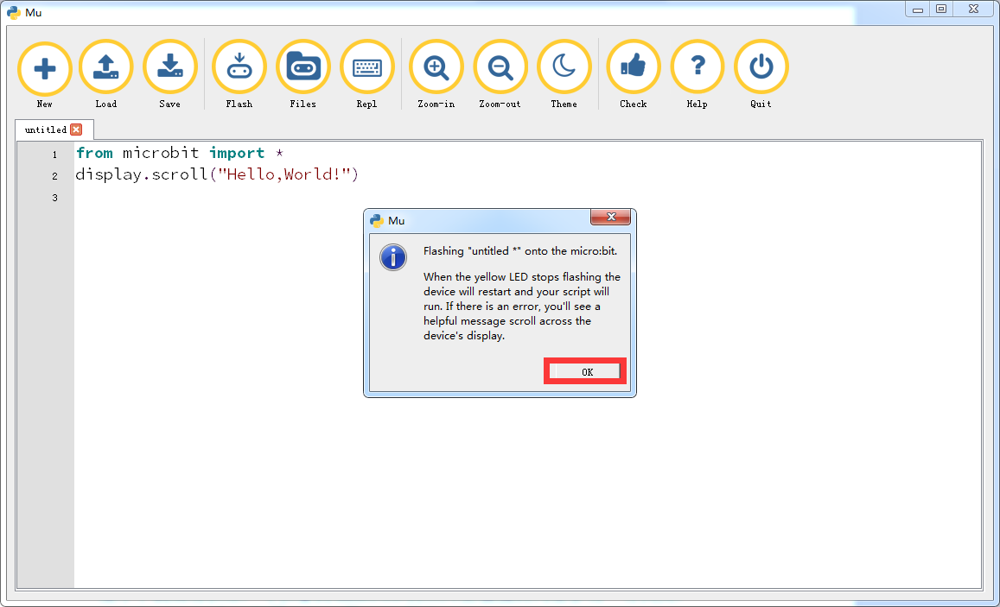 Mu
New
Load
Save
Flash
Files
Repl
Zoom-in
Zoom-out
Theme
Check
Help
Quit
untitled
1 from microbit import *
2 display.scroll("Hello,World!")
3
Mu
Flashing "untitled *" onto the micro:bit.
When the yellow LED stops flashing the
device will restart and your script will
run. If there is an error, you'll see a
helpful message scroll across the
device's display.
OK